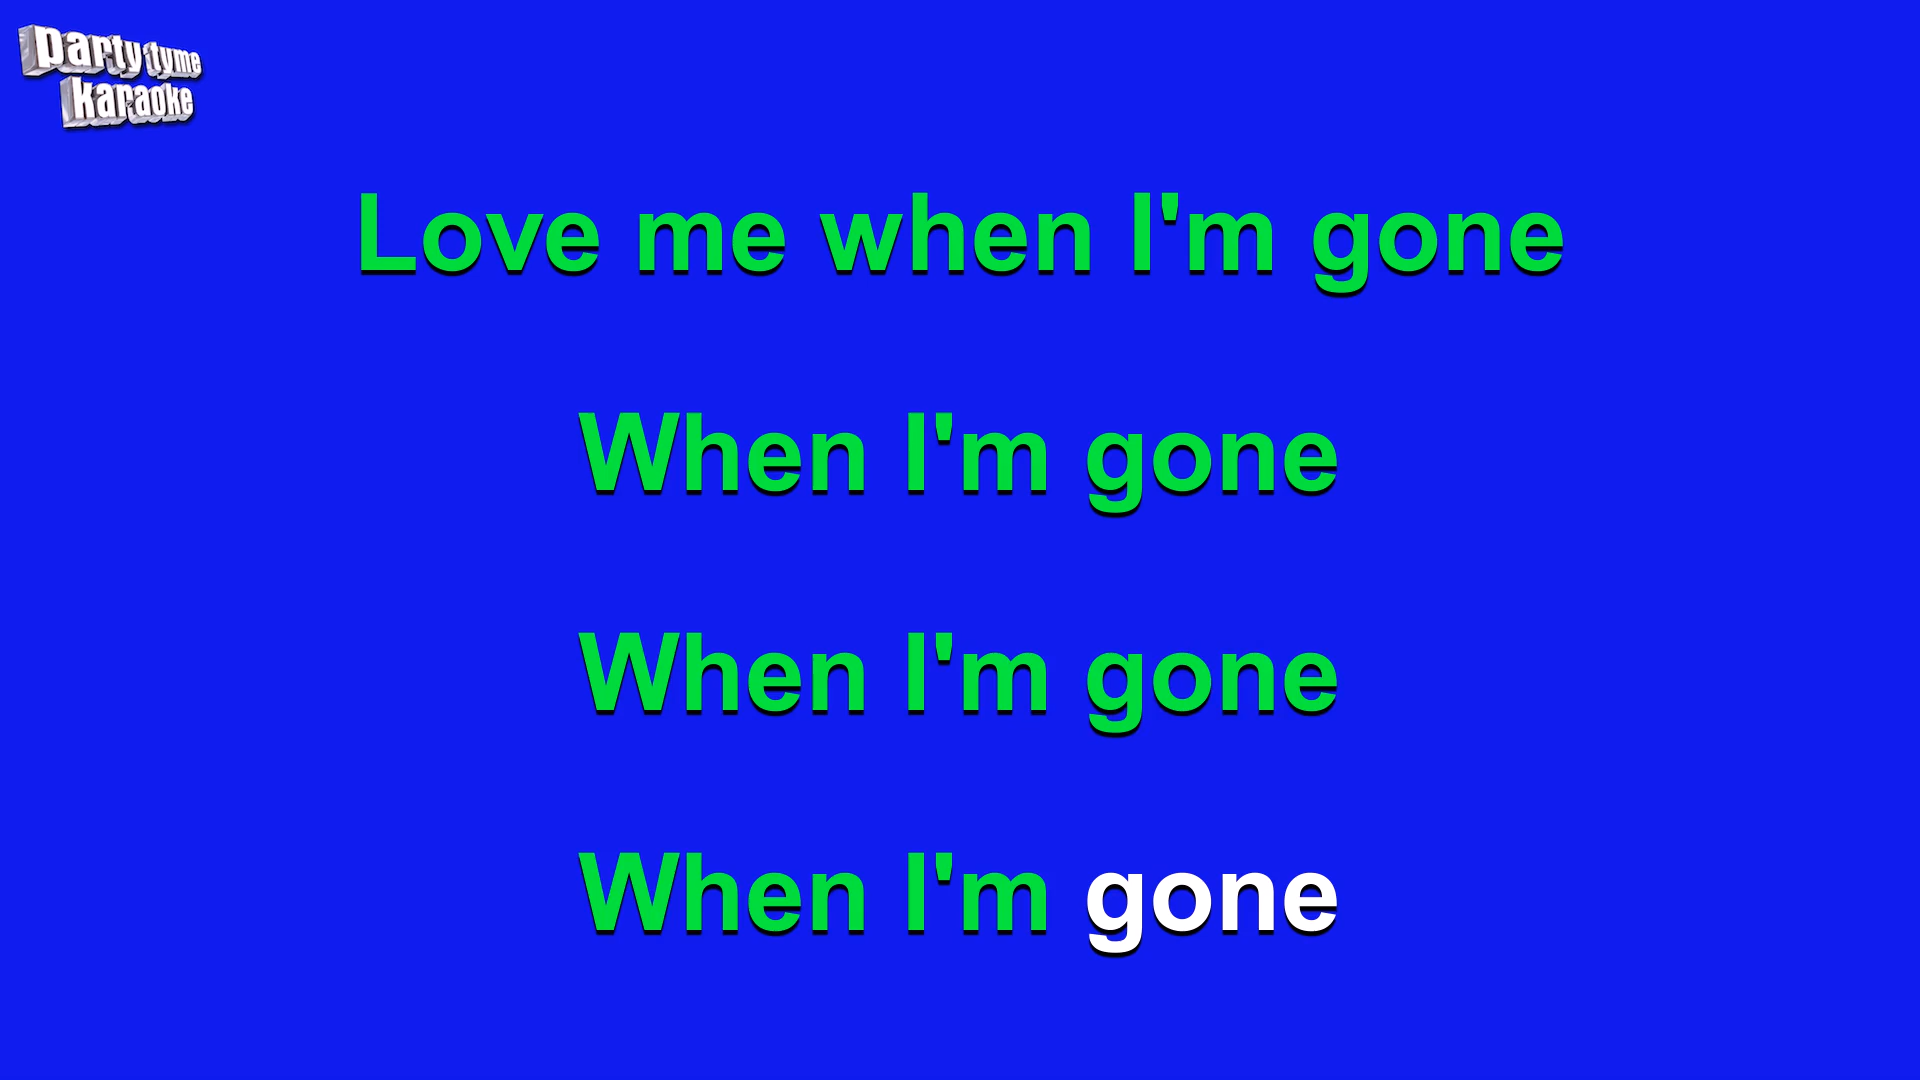 party tyme
karaoke
Love me when I'm gone
When I'm gone
When I'm gone
When I'm gone